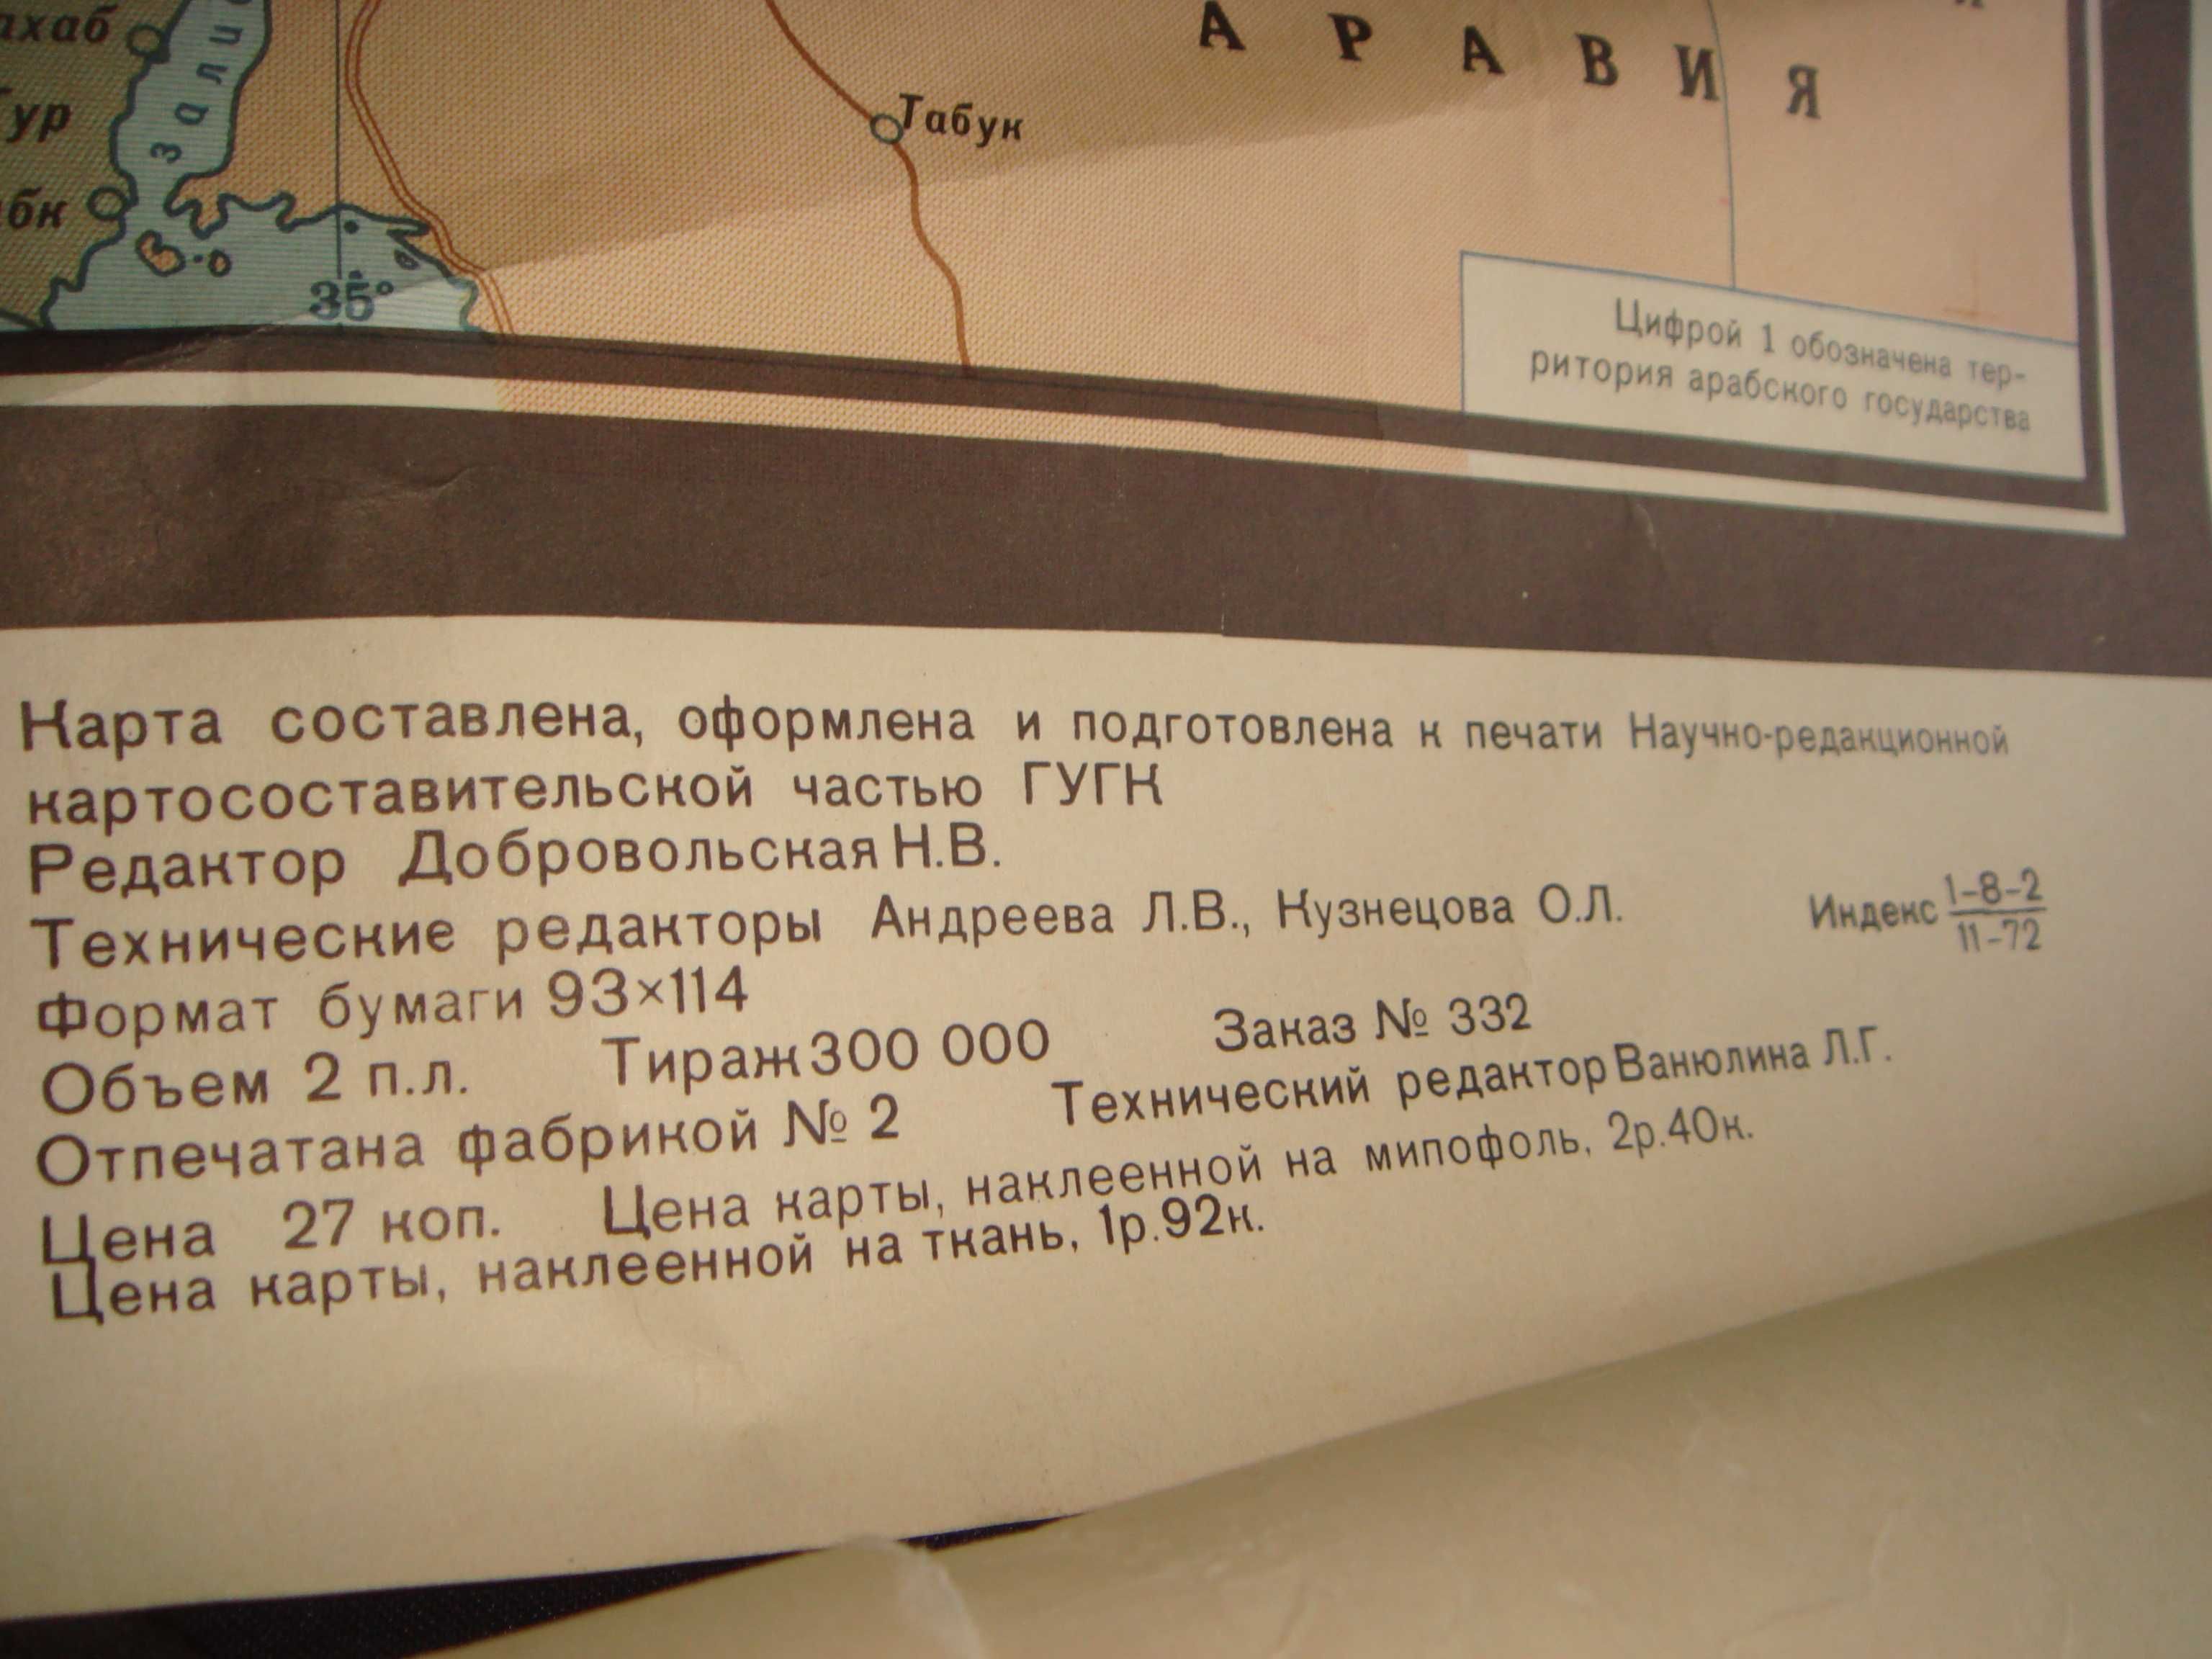 А Р А В И Я
Залив
Табук
35°
Цифрой 1 обозначена тер-
ритория арабского государства
Карта составлена, оформлена и подготовлена к печати Научно-редакционной
картосоставительской частью ГУГК
Редактор Добровольская Н.В.
Технические редакторы Андреева Л.В., Кузнецова О.Л.
Индекс 1-8-2
11-72
Формат бумаги 93×114
Объем 2 п.л. Тираж 300 000 Заказ № 332
Отпечатана фабрикой № 2 Технический редактор Ванюлина Л.Г.
Цена 27 коп. Цена карты, наклеенной на мипофоль, 2р.40к.
Цена карты, наклеенной на ткань, 1р.92к.